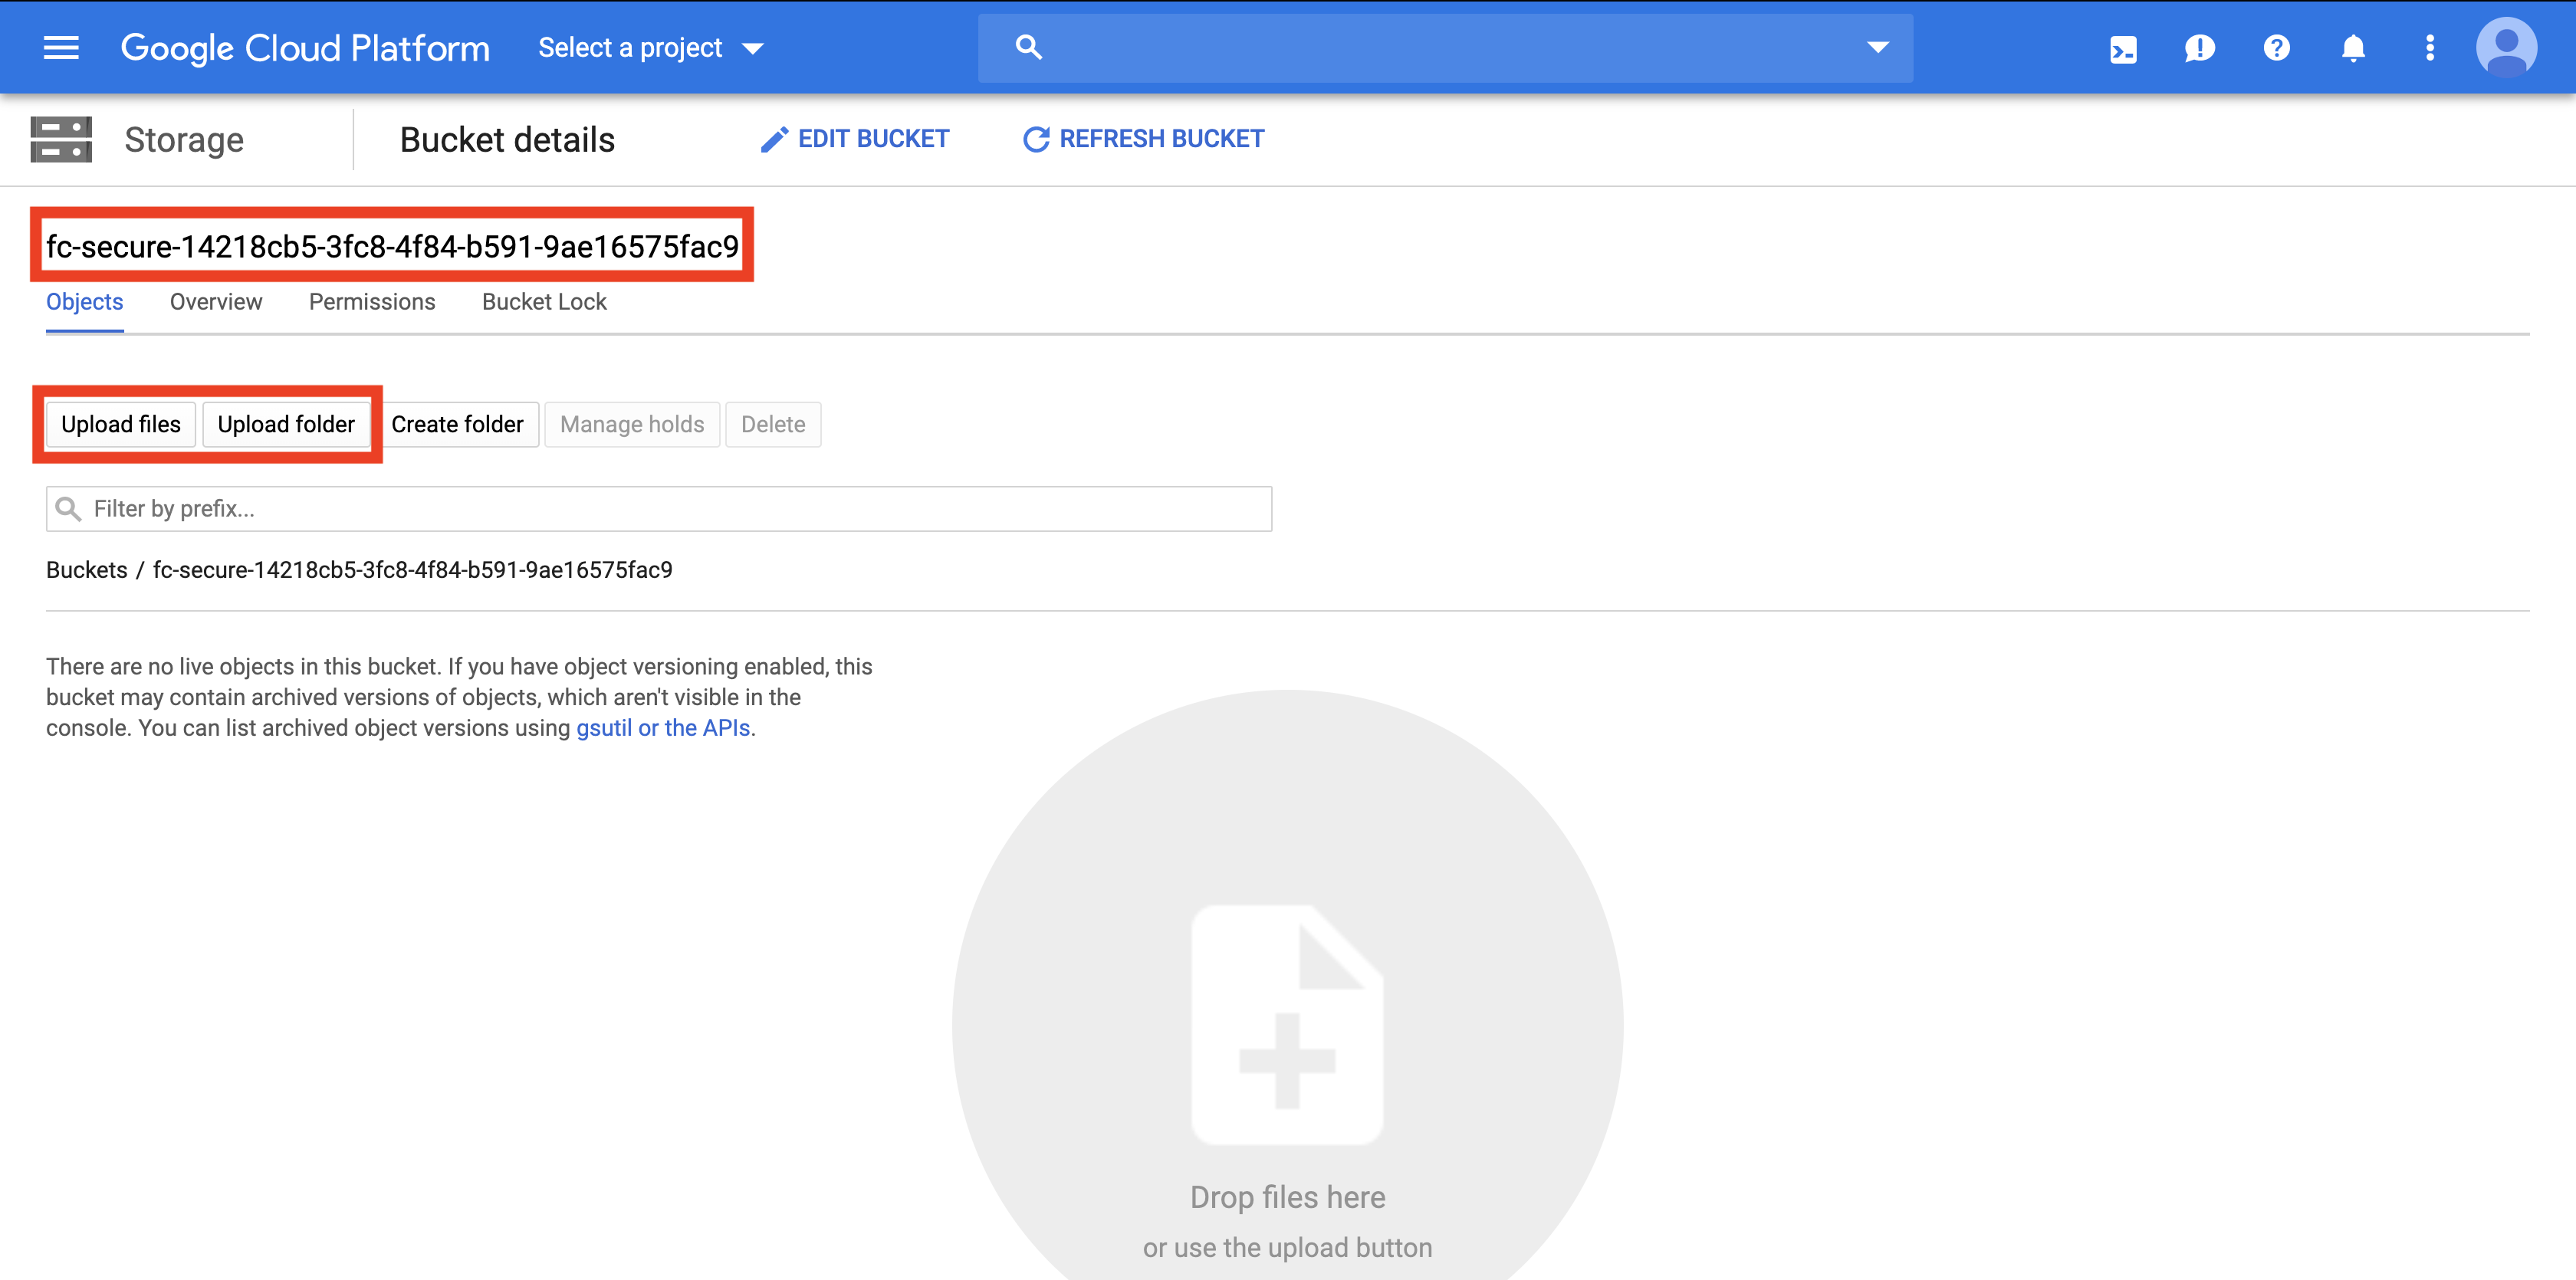 Google Cloud Platform Select a project
Storage Bucket details EDIT BUCKET REFRESH BUCKET
fc-secure-14218cb5-3fc8-4f84-b591-9ae16575fac9
Objects Overview Permissions Bucket Lock
Upload files Upload folder Create folder Manage holds Delete
Filter by prefix...
Buckets / fc-secure-14218cb5-3fc8-4f84-b591-9ae16575fac9
There are no live objects in this bucket. If you have object versioning enabled, this
bucket may contain archived versions of objects, which aren't visible in the
console. You can list archived object versions using gsutil or the APIs.
Drop files here
or use the upload button